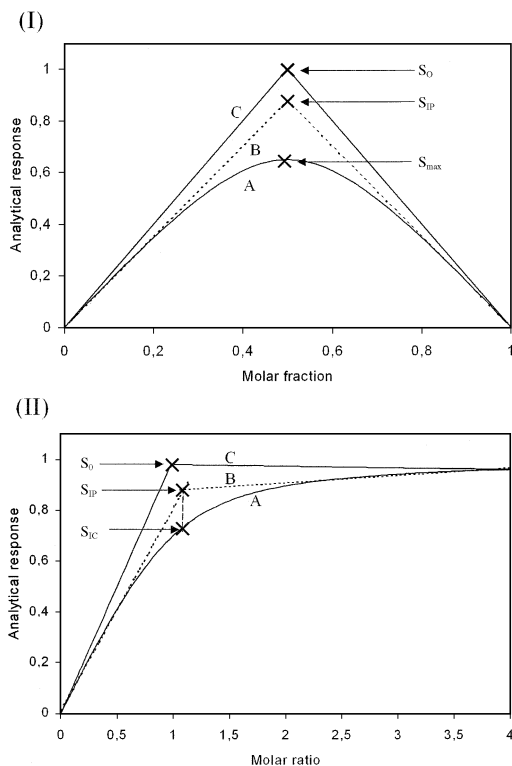 (I)
1
0,8
0,6
0,4
0,2
0
Analytical response
C
B
A
S_O
S_IP
S_max
0 0,2 0,4 0,6 0,8 1
Molar fraction
(II)
1
0,8
0,6
0,4
0,2
0
Analytical response
S_0
S_IP
S_IC
C
B
A
0 0,5 1 1,5 2 2,5 3 3,5 4
Molar ratio